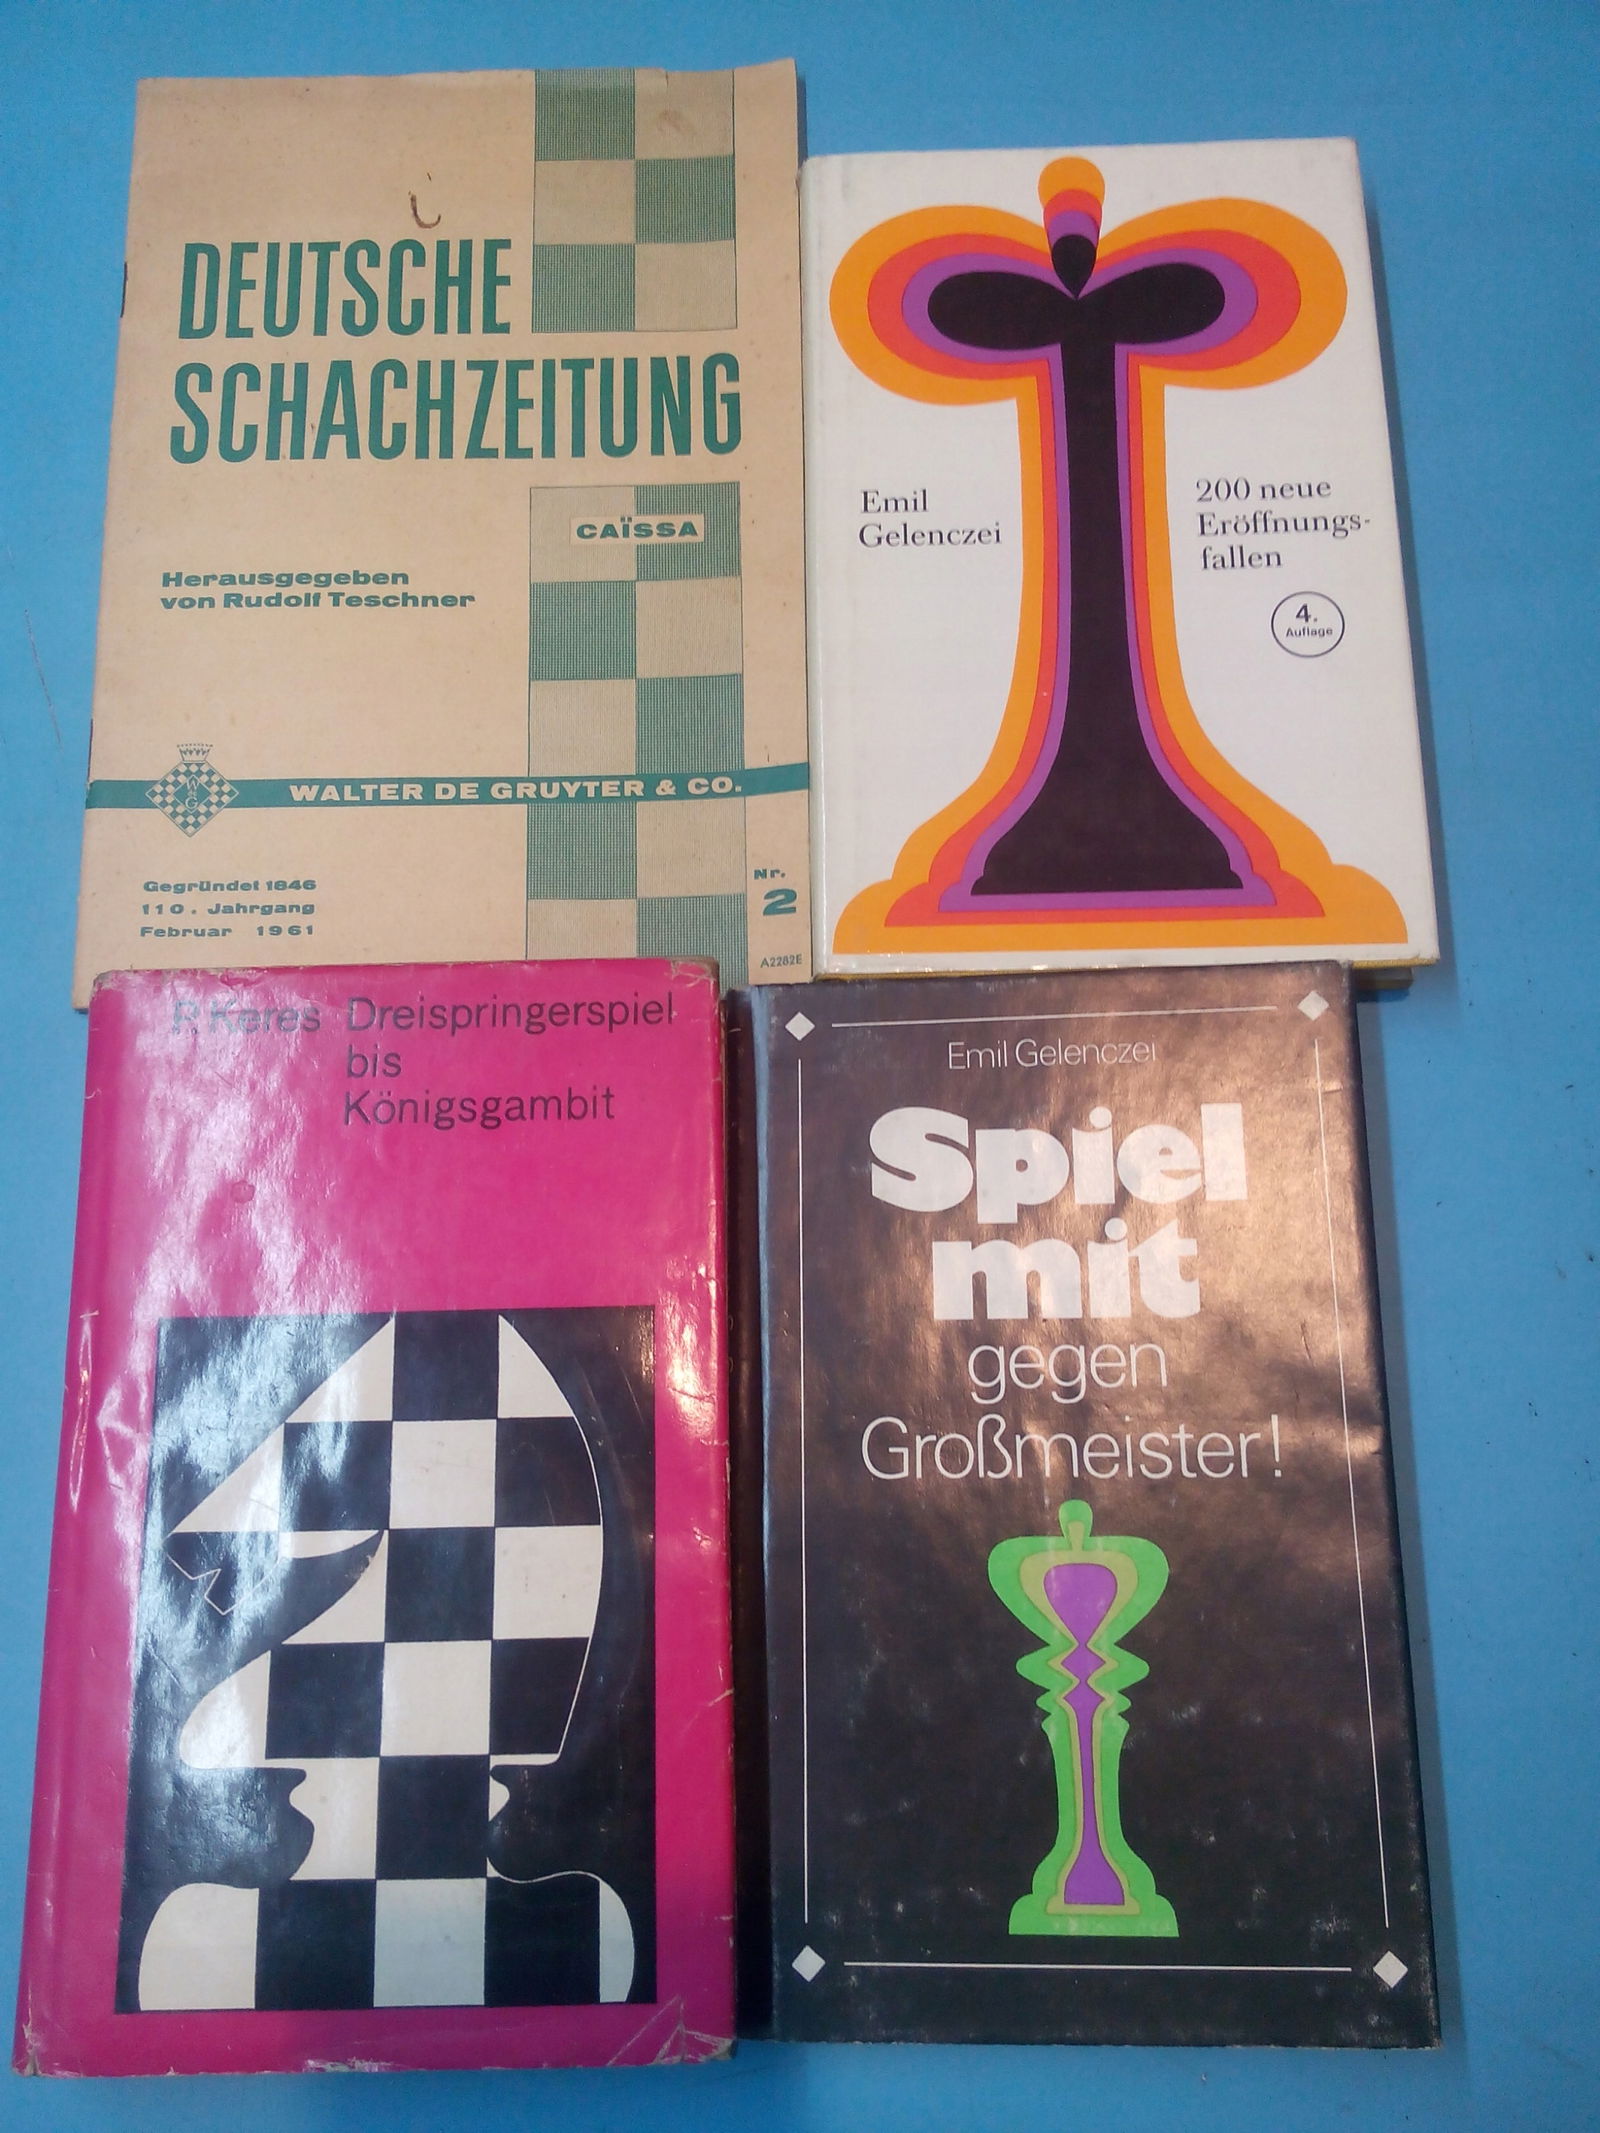 DEUTSCHE
SCHACHZEITUNG
CAÏSSA
Herausgegeben
von Rudolf Teschner
WALTER DE GRUYTER & CO.
Gegründet 1846
110. Jahrgang
Februar 1961
Nr.
2
A2282E
Emil
Gelenczei
200 neue
Eröffnungs-
fallen
4.
Auflage
P. Keres Dreispringerspiel
bis
Königsgambit
Emil Gelenczei
Spiel
mit
gegen
Großmeister!